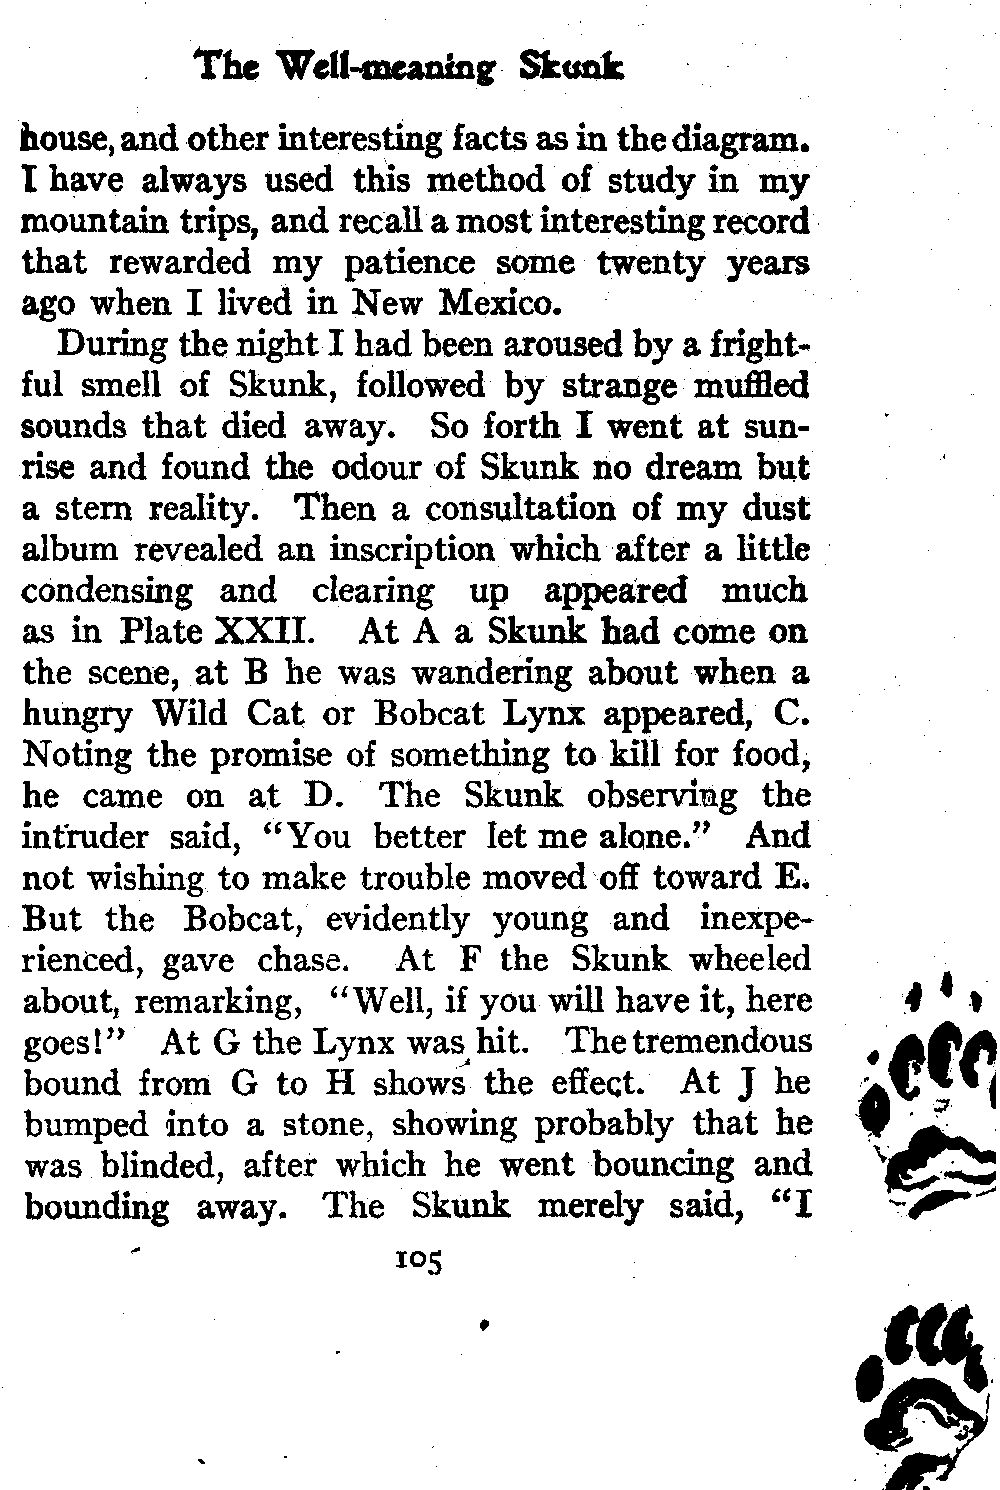 The Well-meaning Skunk
house, and other interesting facts as in the diagram.
I have always used this method of study in my
mountain trips, and recall a most interesting record
that rewarded my patience some twenty years
ago when I lived in New Mexico.
During the night I had been aroused by a fright-
ful smell of Skunk, followed by strange muffled
sounds that died away. So forth I went at sun-
rise and found the odour of Skunk no dream but
a stern reality. Then a consultation of my dust
album revealed an inscription which after a little
condensing and clearing up appeared much
as in Plate XXII. At A a Skunk had come on
the scene, at B he was wandering about when a
hungry Wild Cat or Bobcat Lynx appeared, C.
Noting the promise of something to kill for food,
he came on at D. The Skunk observing the
intruder said, “You better let me alone.” And
not wishing to make trouble moved off toward E.
But the Bobcat, evidently young and inexpe-
rienced, gave chase. At F the Skunk wheeled
about, remarking, “Well, if you will have it, here
goes!” At G the Lynx was hit. The tremendous
bound from G to H shows the effect. At J he
bumped into a stone, showing probably that he
was blinded, after which he went bouncing and
bounding away. The Skunk merely said, “I
105